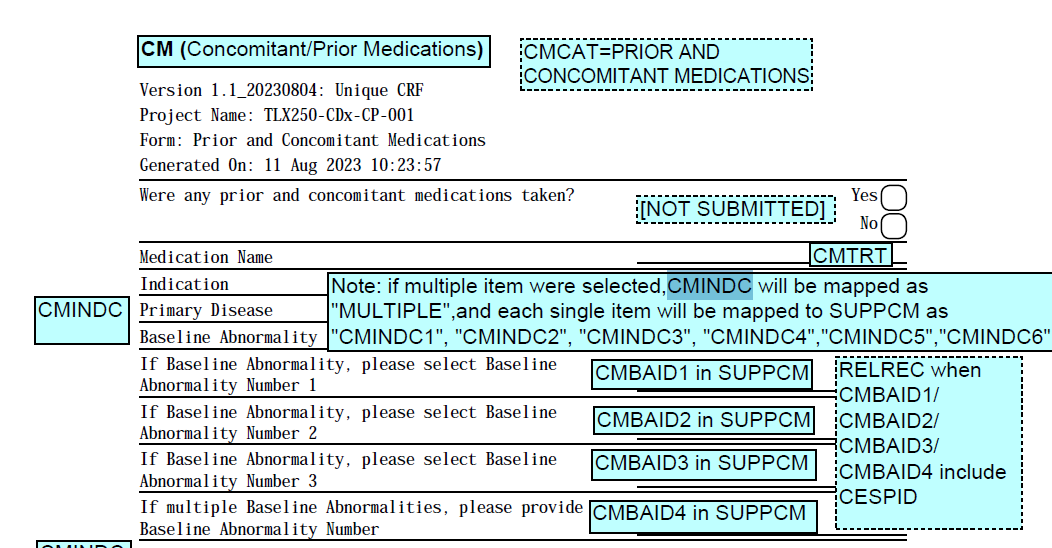 CM (Concomitant/Prior Medications)
CMCAT=PRIOR AND
CONCOMITANT MEDICATIONS
Version 1.1_20230804: Unique CRF
Project Name: TLX250-CDx-CP-001
Form: Prior and Concomitant Medications
Generated On: 11 Aug 2023 10:23:57
Were any prior and concomitant medications taken?
[NOT SUBMITTED]
Yes
No
Medication Name
CMTRT
Indication
CMINDC
Primary Disease
Baseline Abnormality
Note: if multiple item were selected,CMINDC will be mapped as
"MULTIPLE",and each single item will be mapped to SUPPCM as
"CMINDC1", "CMINDC2", "CMINDC3", "CMINDC4","CMINDC5","CMINDC6"
If Baseline Abnormality, please select Baseline
Abnormality Number 1
CMBAID1 in SUPPCM
If Baseline Abnormality, please select Baseline
Abnormality Number 2
CMBAID2 in SUPPCM
If Baseline Abnormality, please select Baseline
Abnormality Number 3
CMBAID3 in SUPPCM
If multiple Baseline Abnormalities, please provide
Baseline Abnormality Number
CMBAID4 in SUPPCM
RELREC when
CMBAID1/
CMBAID2/
CMBAID3/
CMBAID4 include
CESPID
CMINDC